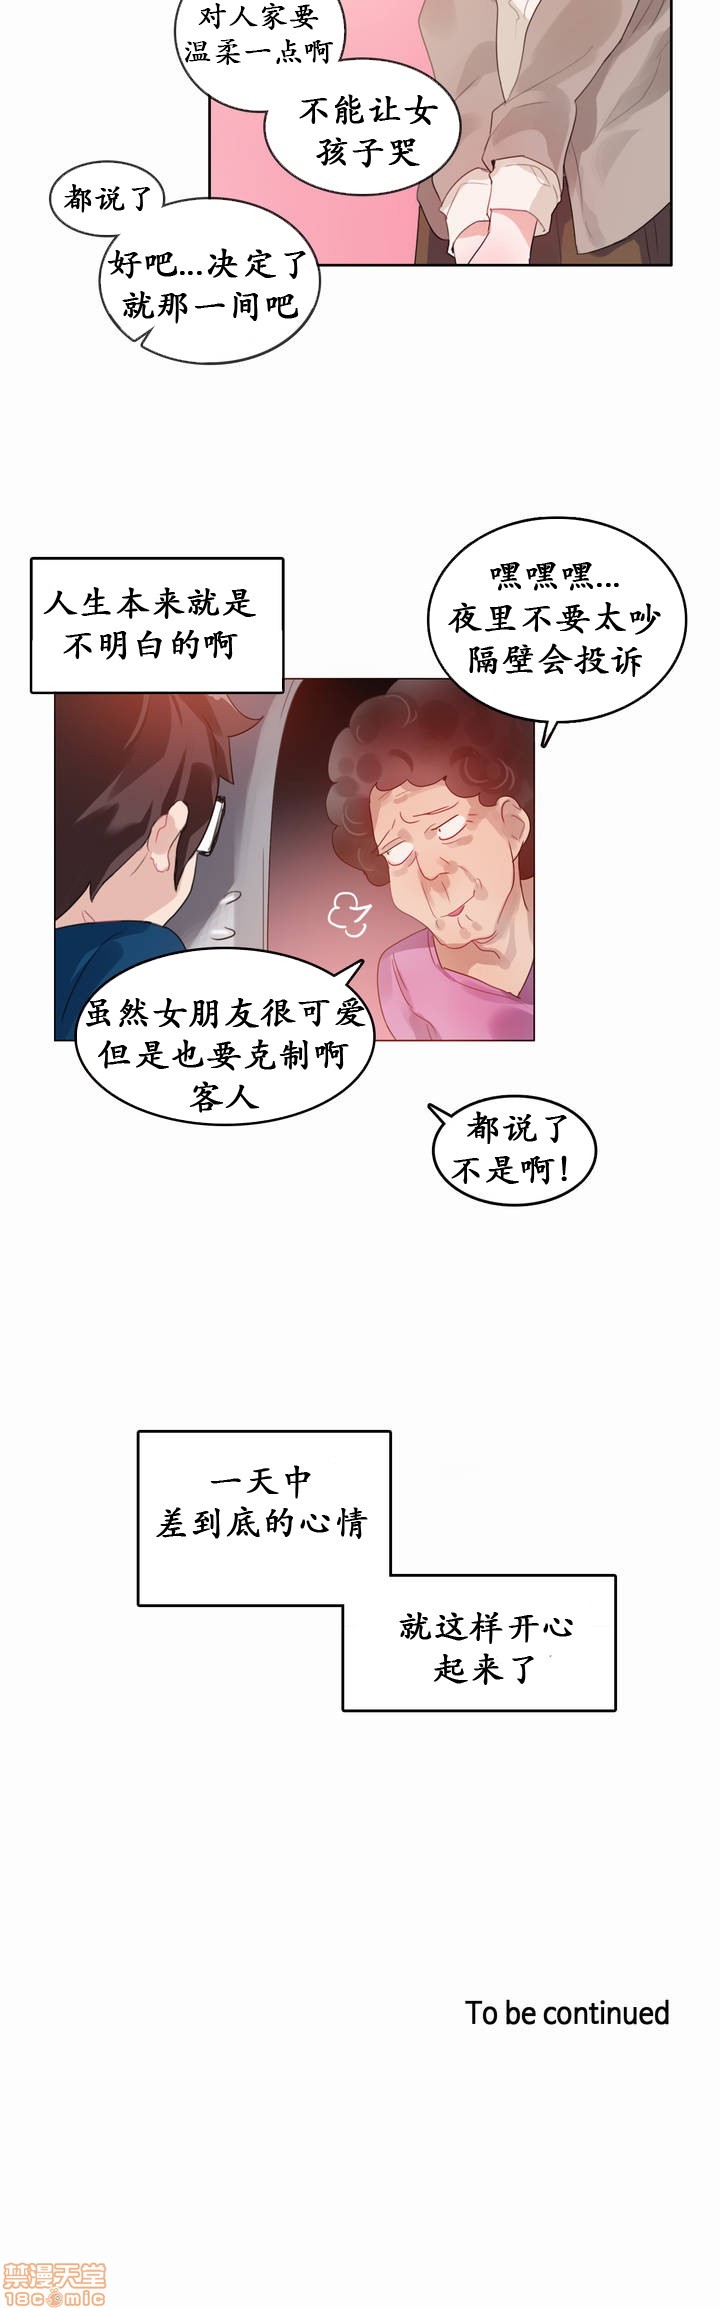 对人家要
温柔一点啊
不能让女
孩子哭
都说了
好吧...决定了
就那一间吧
人生本来就是
不明白的啊
嘿嘿嘿...
夜里不要太吵
隔壁会投诉
虽然女朋友很可爱
但是也要克制啊
客人
都说了
不是啊!
一天中
差到底的心情
就这样开心
起来了
To be continued
禁漫天堂
18comic